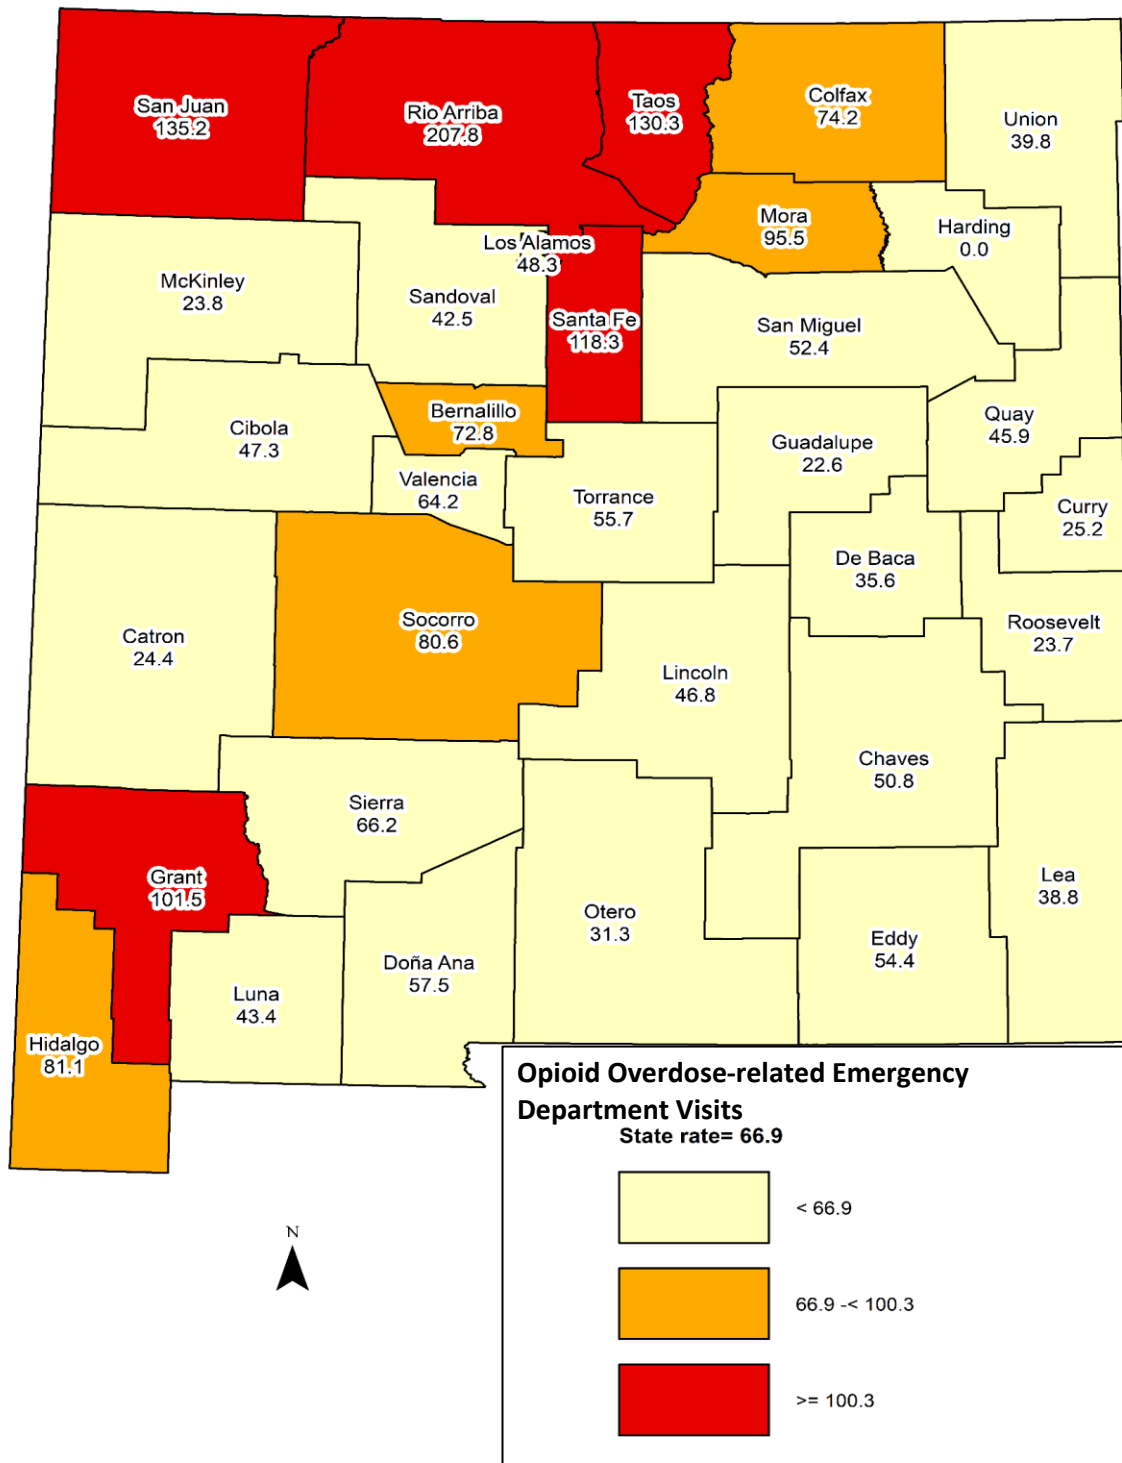 San Juan
135.2
Rio Arriba
207.8
Taos
130.3
Colfax
74.2
Union
39.8
Mora
95.5
Harding
0.0
Los Alamos
48.3
McKinley
23.8
Sandoval
42.5
Santa Fe
118.3
San Miguel
52.4
Bernalillo
72.8
Cibola
47.3
Quay
45.9
Guadalupe
22.6
Valencia
64.2
Torrance
55.7
Curry
25.2
De Baca
35.6
Roosevelt
23.7
Socorro
80.6
Catron
24.4
Lincoln
46.8
Chaves
50.8
Sierra
66.2
Grant
101.5
Lea
38.8
Otero
31.3
Eddy
54.4
Doña Ana
57.5
Luna
43.4
Hidalgo
81.1
Opioid Overdose-related Emergency
Department Visits
State rate= 66.9
< 66.9
66.9 -< 100.3
>= 100.3
N